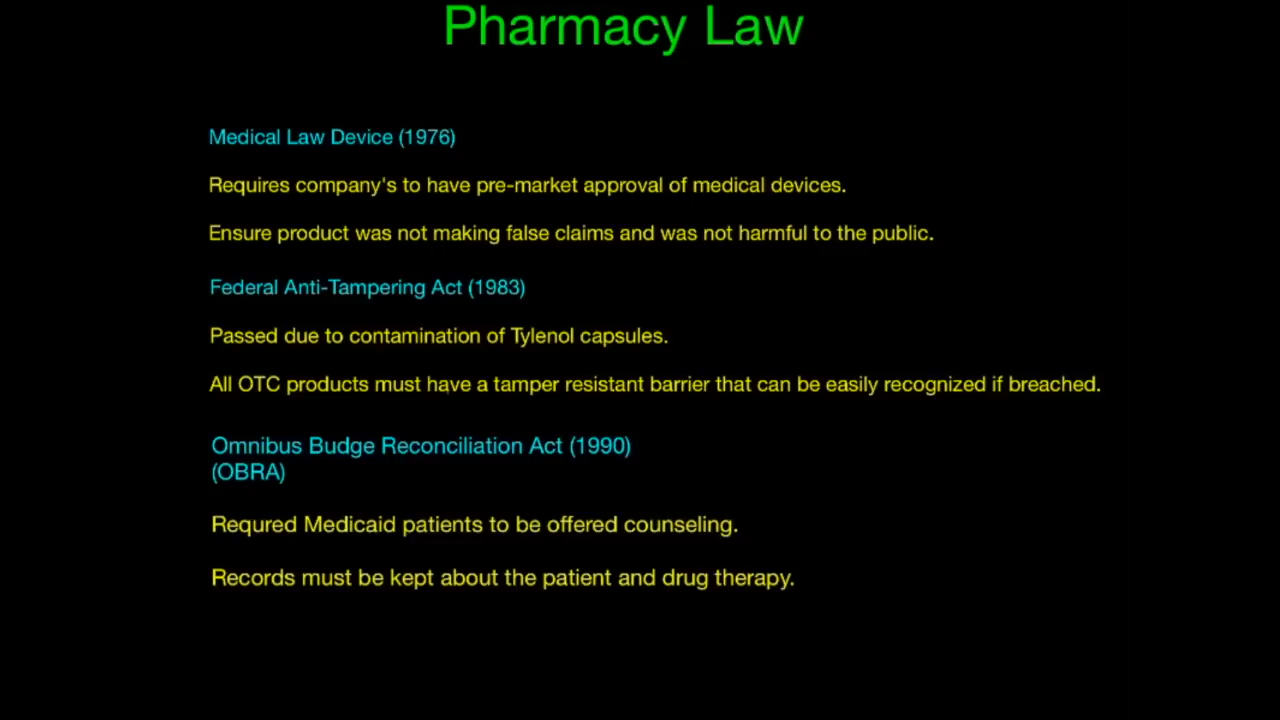 Pharmacy Law
Medical Law Device (1976)
Requires company's to have pre-market approval of medical devices.
Ensure product was not making false claims and was not harmful to the public.
Federal Anti-Tampering Act (1983)
Passed due to contamination of Tylenol capsules.
All OTC products must have a tamper resistant barrier that can be easily recognized if breached.
Omnibus Budge Reconciliation Act (1990)
(OBRA)
Requred Medicaid patients to be offered counseling.
Records must be kept about the patient and drug therapy.